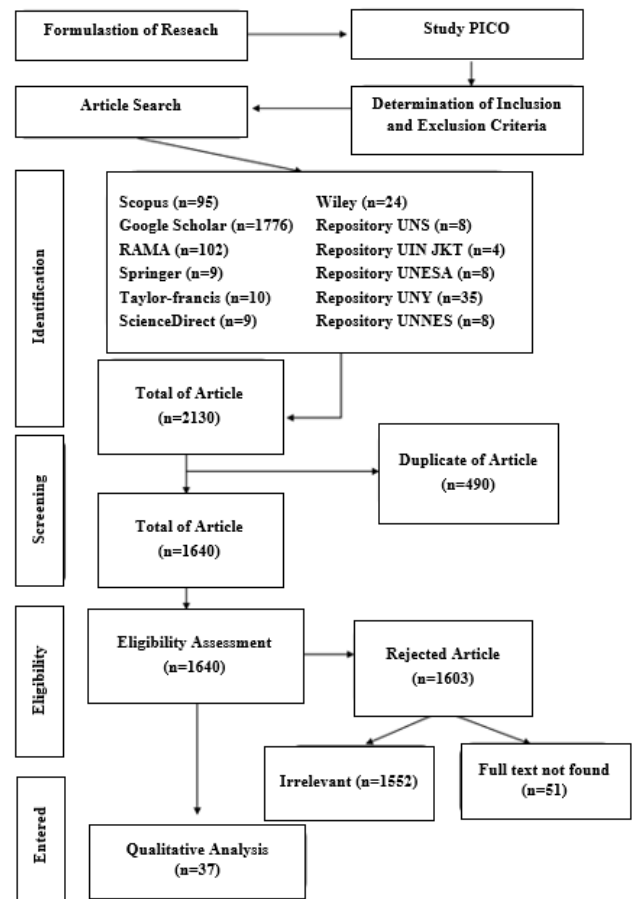 Formulastion of Reseach
Study PICO
Article Search
Determination of Inclusion
and Exclusion Criteria
Identification
Scopus (n=95)
Google Scholar (n=1776)
RAMA (n=102)
Springer (n=9)
Taylor-francis (n=10)
ScienceDirect (n=9)
Wiley (n=24)
Repository UNS (n=8)
Repository UIN JKT (n=4)
Repository UNESA (n=8)
Repository UNY (n=35)
Repository UNNES (n=8)
Total of Article
(n=2130)
Screening
Duplicate of Article
(n=490)
Total of Article
(n=1640)
Eligibility
Eligibility Assessment
(n=1640)
Rejected Article
(n=1603)
Irrelevant (n=1552)
Full text not found
(n=51)
Entered
Qualitative Analysis
(n=37)